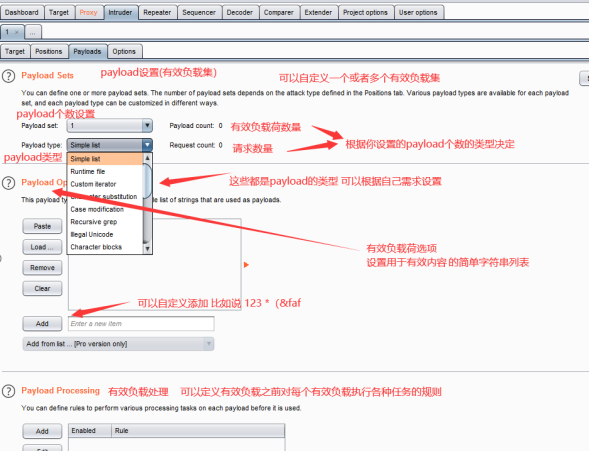 Dashboard Target Proxy Intruder Repeater Sequencer Decoder Comparer Extender Project options User options
1 × ...
Target Positions Payloads Options
? Payload Sets payload设置(有效负载集) 可以自定义一个或者多个有效负载集
You can define one or more payload sets. The number of payload sets depends on the attack type defined in the Positions tab. Various payload types are available for each payload
set, and each payload type can be customized in different ways.
payload个数设置
Payload set: 1 Payload count: 0 有效负载荷数量
根据你设置的payload个数的类型决定
Payload type: Simple list Request count: 0 请求数量
payload类型
Simple list
Runtime file
Custom iterator
这些都是payload的类型 可以根据自己需求设置
? Payload Op
Character substitution
This payload ty le list of strings that are used as payloads.
Case modification
Recursive grep
Illegal Unicode
Character blocks
Paste
Load ...
Remove
Clear
有效负载荷选项
设置用于有效内容的简单字符串列表
可以自定义添加 比如说 123 *（&faf
Add Enter a new item
Add from list ... [Pro version only]
? Payload Processing 有效负载处理 可以定义有效负载之前对每个有效负载执行各种任务的规则
You can define rules to perform various processing tasks on each payload before it is used.
Add Enabled Rule